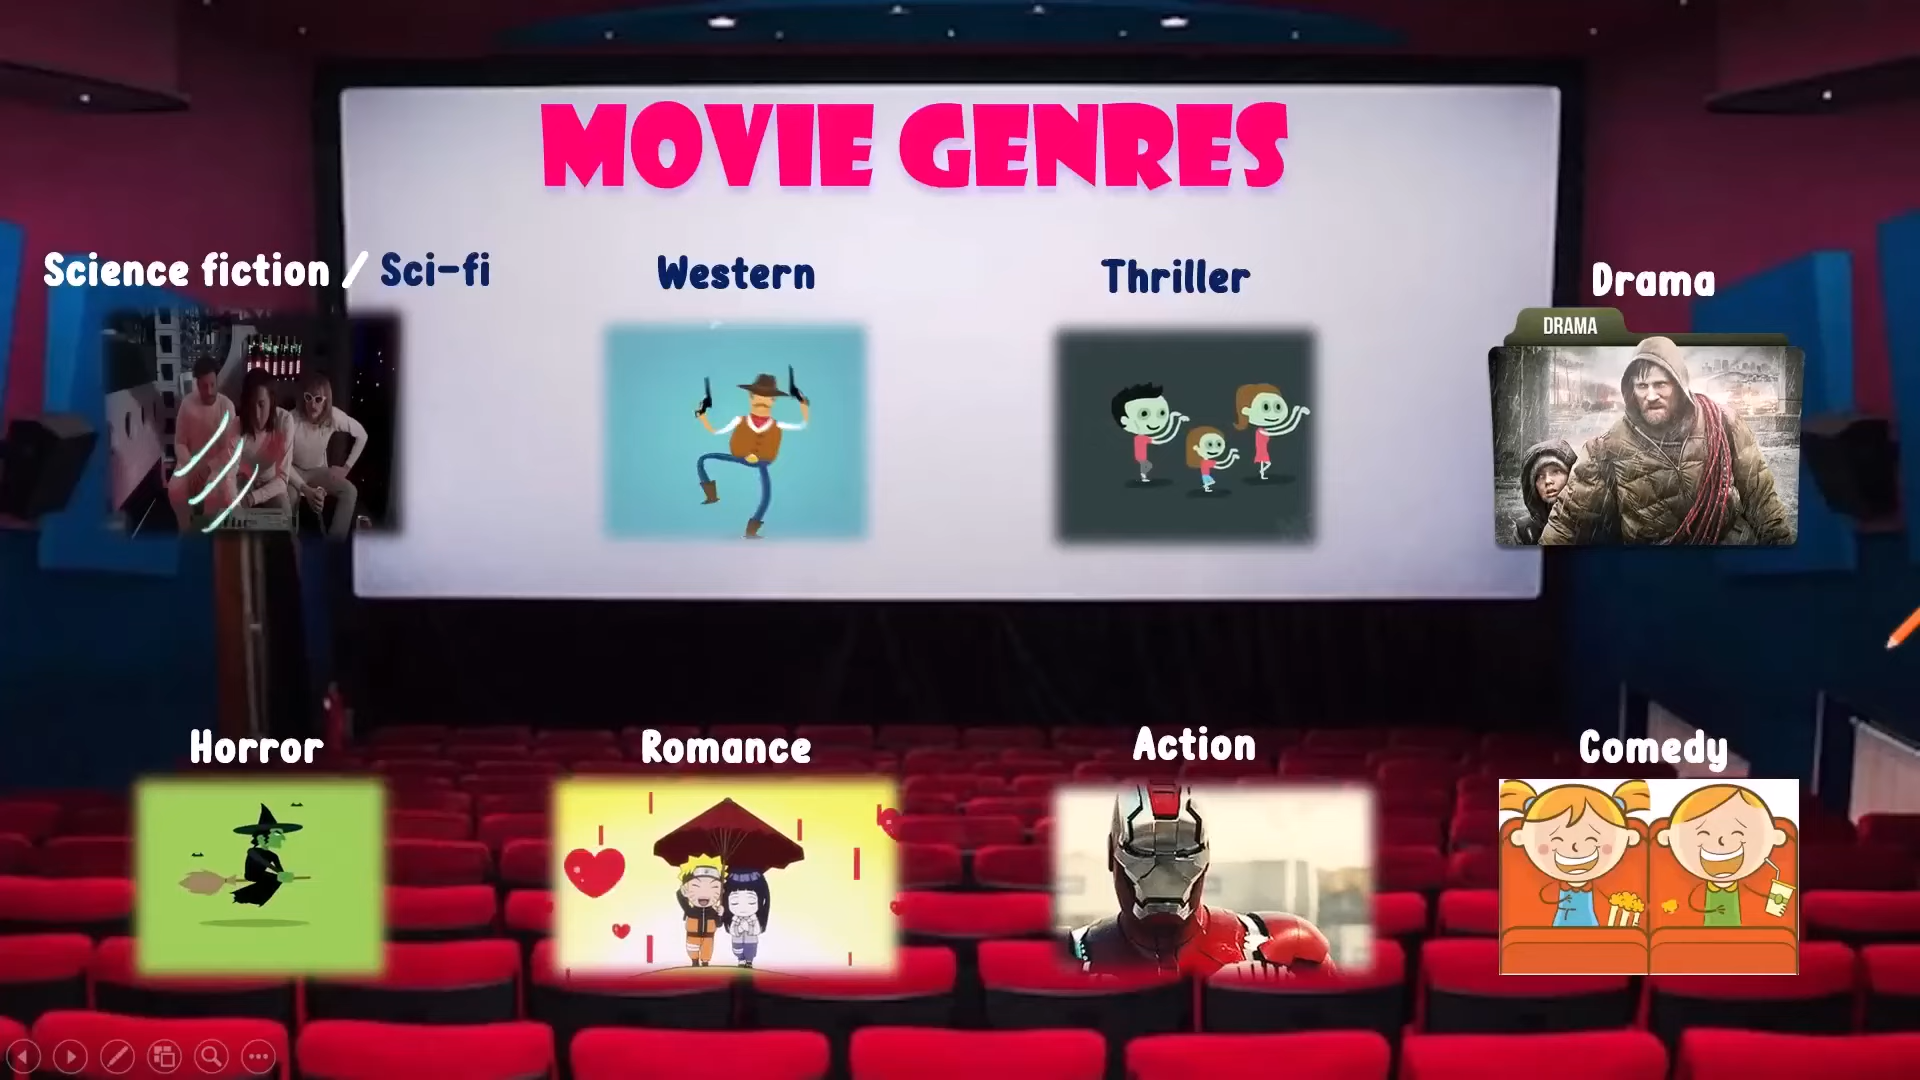 MOVIE GENRES
Science fiction / Sci-fi
Western
Thriller
Drama
DRAMA
Horror
Romance
Action
Comedy